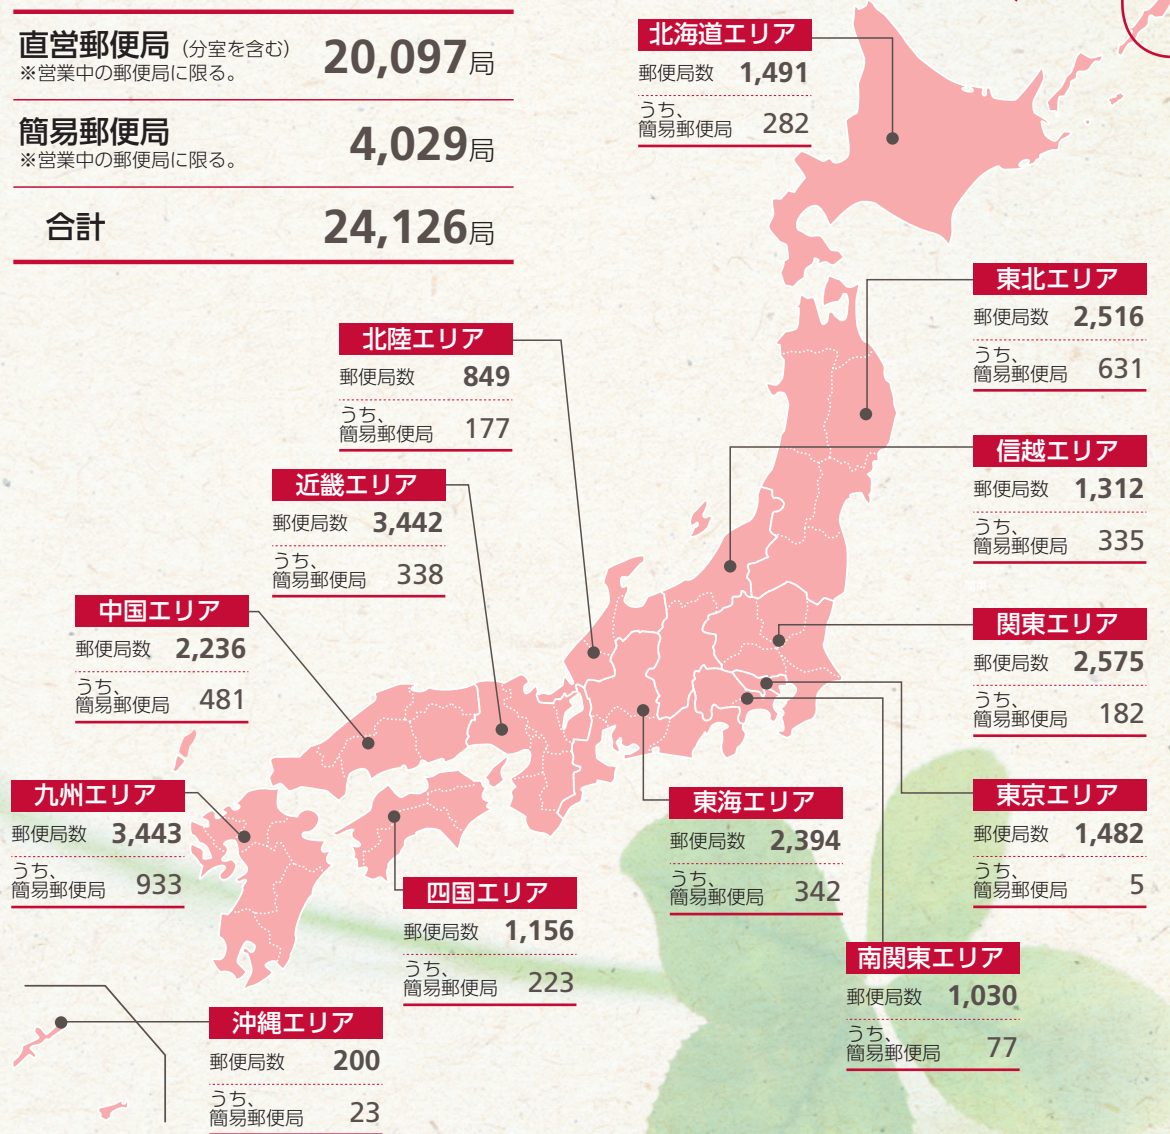 直営郵便局 (分室を含む) 20,097局
※営業中の郵便局に限る。
簡易郵便局 4,029局
※営業中の郵便局に限る。
合計 24,126局
北海道エリア
郵便局数 1,491
うち、
簡易郵便局 282
東北エリア
郵便局数 2,516
うち、
簡易郵便局 631
北陸エリア
郵便局数 849
うち、
簡易郵便局 177
信越エリア
郵便局数 1,312
うち、
簡易郵便局 335
近畿エリア
郵便局数 3,442
うち、
簡易郵便局 338
中国エリア
郵便局数 2,236
うち、
簡易郵便局 481
関東エリア
郵便局数 2,575
うち、
簡易郵便局 182
九州エリア
郵便局数 3,443
うち、
簡易郵便局 933
東海エリア
郵便局数 2,394
うち、
簡易郵便局 342
東京エリア
郵便局数 1,482
うち、
簡易郵便局 5
四国エリア
郵便局数 1,156
うち、
簡易郵便局 223
南関東エリア
郵便局数 1,030
うち、
簡易郵便局 77
沖縄エリア
郵便局数 200
うち、
簡易郵便局 23